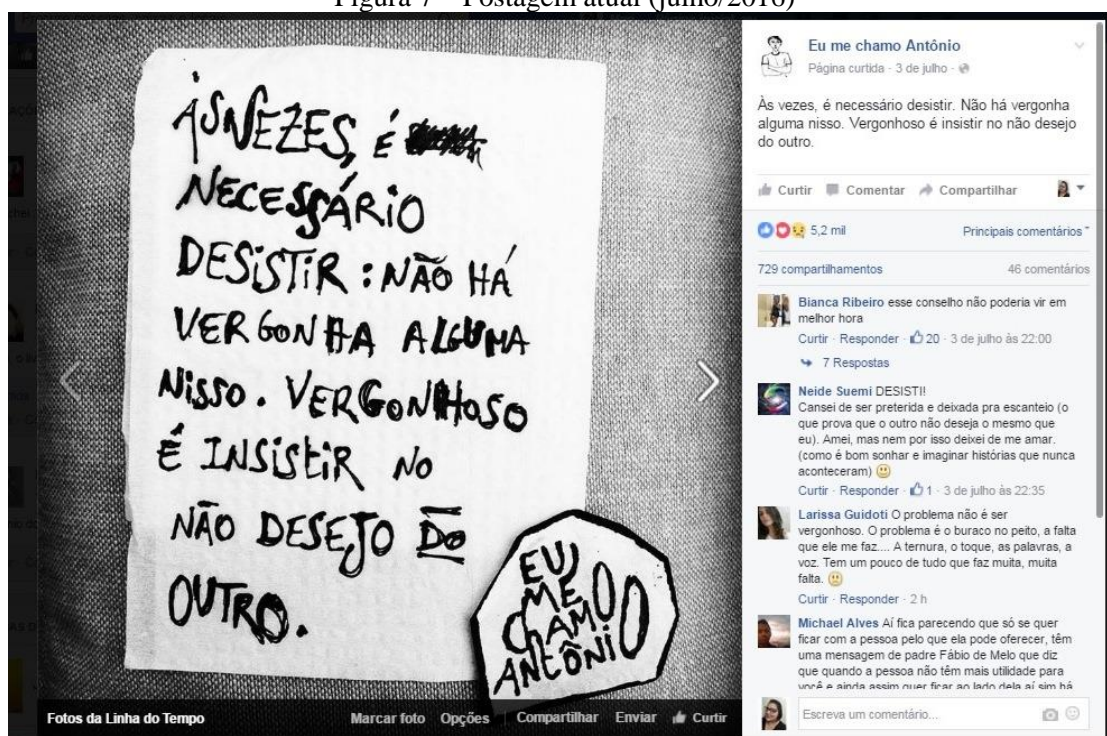 Figura 7 – Postagem atual (julho/2016)
ÀS VEZES, É
NECESSÁRIO
DESISTIR: NÃO HÁ
VERGONHA ALGUMA
NISSO. VERGONHOSO
É INSISTIR NO
NÃO DESEJO DO
OUTRO.
EU
ME
CHAMO
ANTÔNIO
Fotos da Linha do Tempo
Marcar foto Opções Compartilhar Enviar Curtir
Eu me chamo Antônio
Página curtida · 3 de julho ·
Às vezes, é necessário desistir. Não há vergonha
alguma nisso. Vergonhoso é insistir no não desejo
do outro.
Curtir Comentar Compartilhar
5,2 mil Principais comentários
729 compartilhamentos 46 comentários
Bianca Ribeiro esse conselho não poderia vir em
melhor hora
Curtir · Responder · 20 · 3 de julho às 22:00
7 Respostas
Neide Suemi DESISTI!
Cansei de ser preterida e deixada pra escanteio (o
que prova que o outro não deseja o mesmo que
eu). Amei, mas nem por isso deixei de me amar.
(como é bom sonhar e imaginar histórias que nunca
aconteceram)
Curtir · Responder · 1 · 3 de julho às 22:35
Larissa Guidoti O problema não é ser
vergonhoso. O problema é o buraco no peito, a falta
que ele me faz.... A ternura, o toque, as palavras, a
voz. Tem um pouco de tudo que faz muita, muita
falta.
Curtir · Responder · 2 h
Michael Alves Aí fica parecendo que só se quer
ficar com a pessoa pelo que ela pode oferecer, têm
uma mensagem de padre Fábio de Melo que diz
que quando a pessoa não têm mais utilidade para
você e ainda assim quer ficar ao lado dela aí sim há
Escreva um comentário...